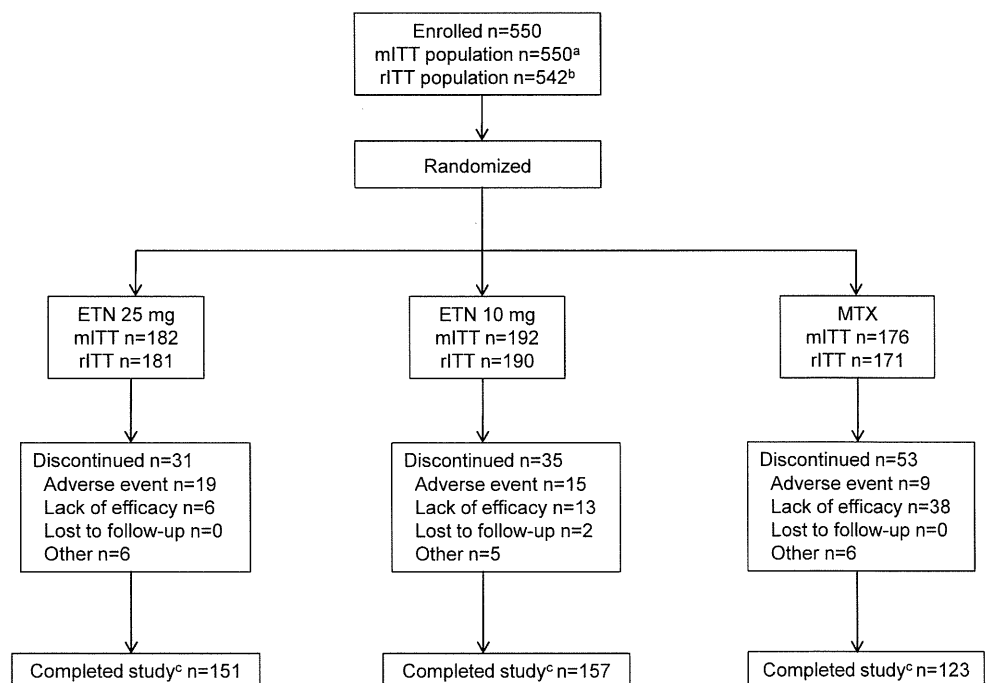 Enrolled n=550
mITT population n=550ᵃ
rITT population n=542ᵇ
Randomized
ETN 25 mg
mITT n=182
rITT n=181
ETN 10 mg
mITT n=192
rITT n=190
MTX
mITT n=176
rITT n=171
Discontinued n=31
Adverse event n=19
Lack of efficacy n=6
Lost to follow-up n=0
Other n=6
Discontinued n=35
Adverse event n=15
Lack of efficacy n=13
Lost to follow-up n=2
Other n=5
Discontinued n=53
Adverse event n=9
Lack of efficacy n=38
Lost to follow-up n=0
Other n=6
Completed studyᶜ n=151
Completed studyᶜ n=157
Completed studyᶜ n=123